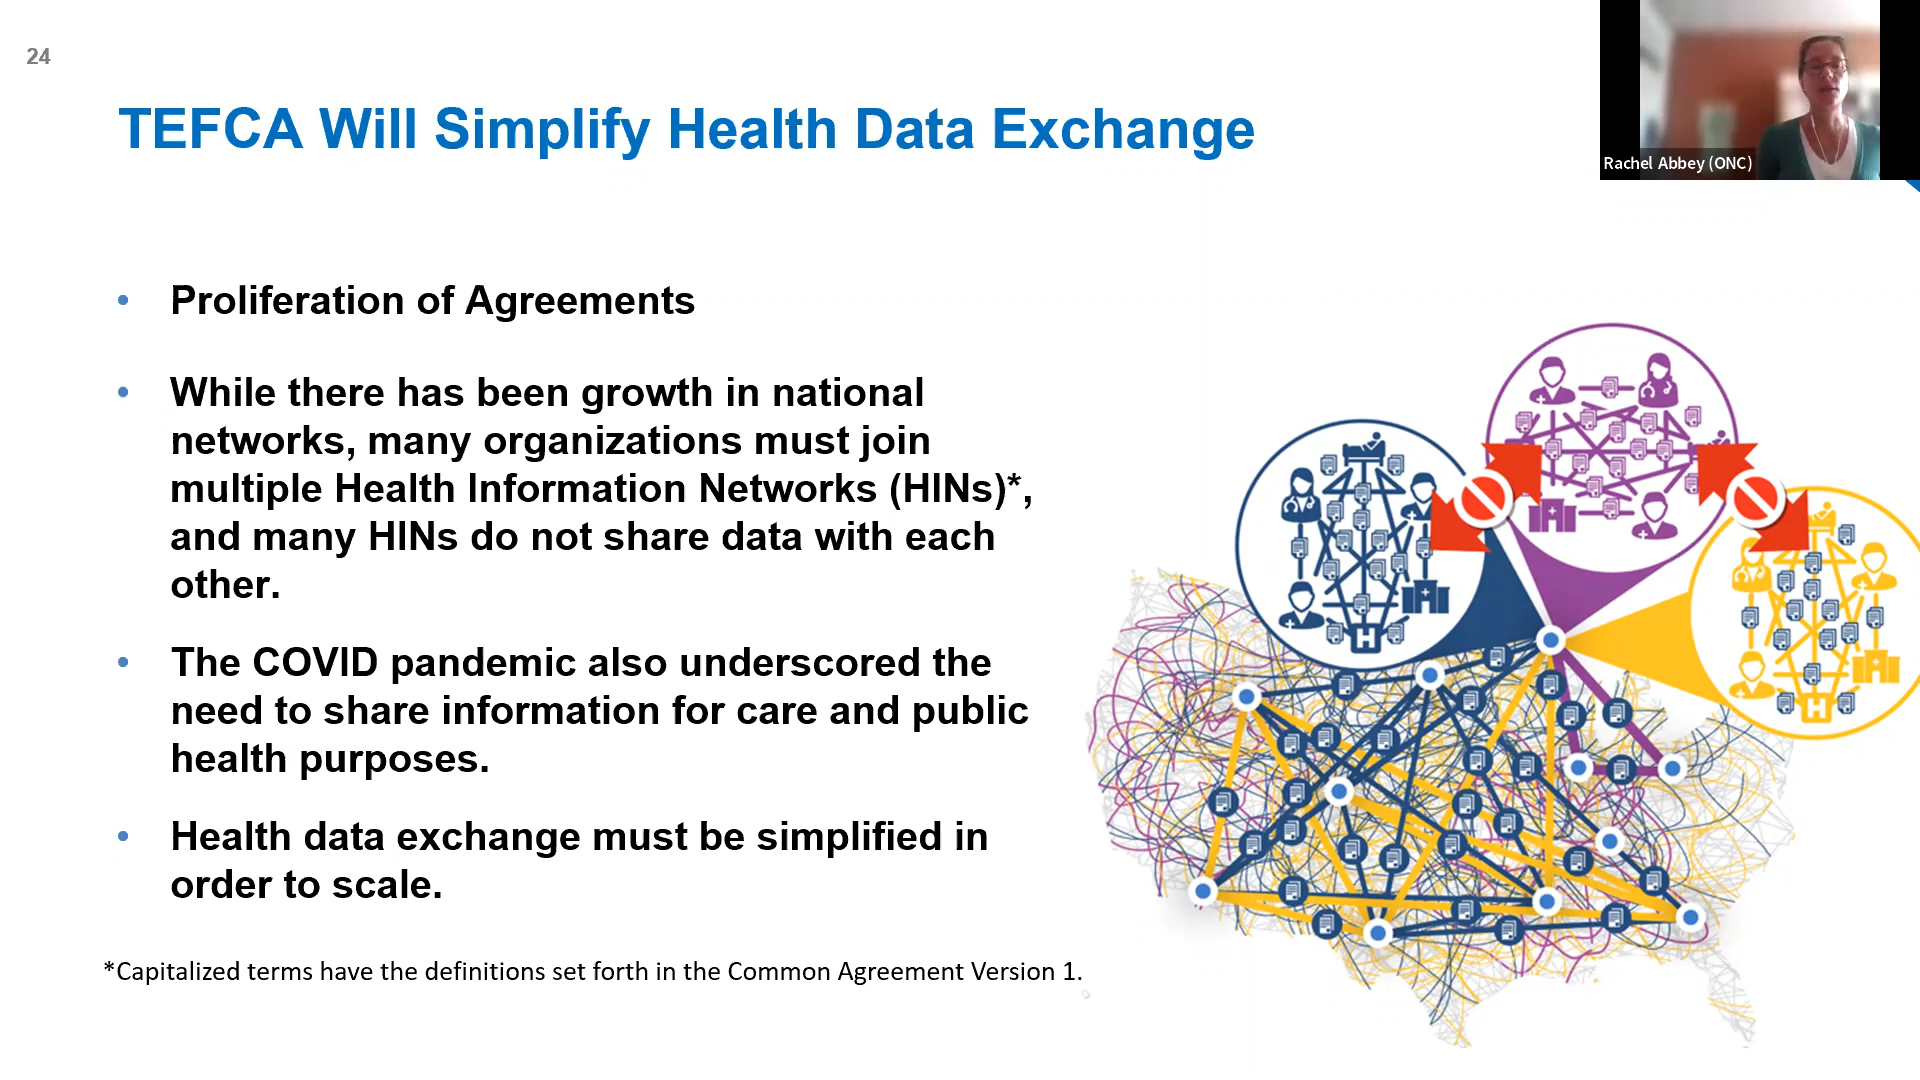 24
TEFCA Will Simplify Health Data Exchange
Rachel Abbey (ONC)
• Proliferation of Agreements
• While there has been growth in national
networks, many organizations must join
multiple Health Information Networks (HINs)*,
and many HINs do not share data with each
other.
• The COVID pandemic also underscored the
need to share information for care and public
health purposes.
• Health data exchange must be simplified in
order to scale.
*Capitalized terms have the definitions set forth in the Common Agreement Version 1.
H
H